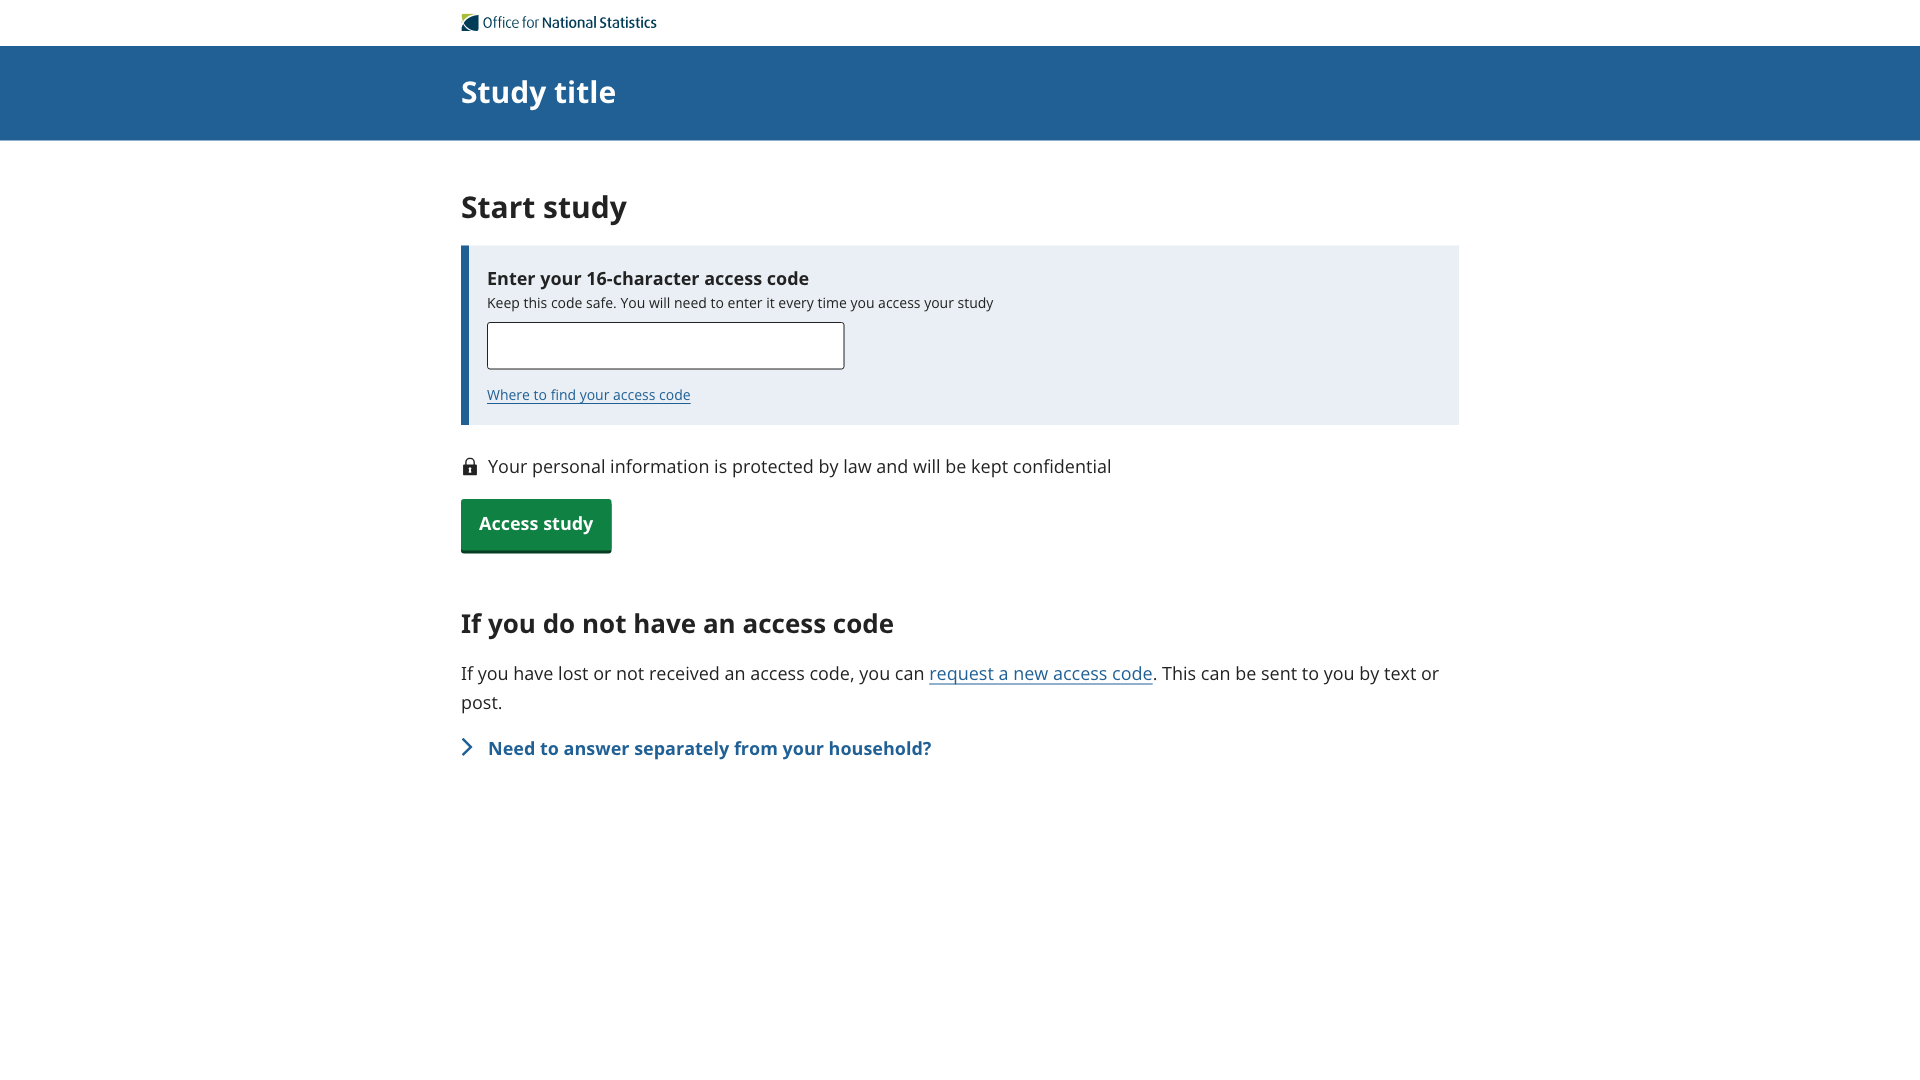 Office for National Statistics
Study title
Start study
Enter your 16-character access code
Keep this code safe. You will need to enter it every time you access your study
Where to find your access code
Your personal information is protected by law and will be kept confidential
Access study
If you do not have an access code
If you have lost or not received an access code, you can request a new access code. This can be sent to you by text or
post.
Need to answer separately from your household?